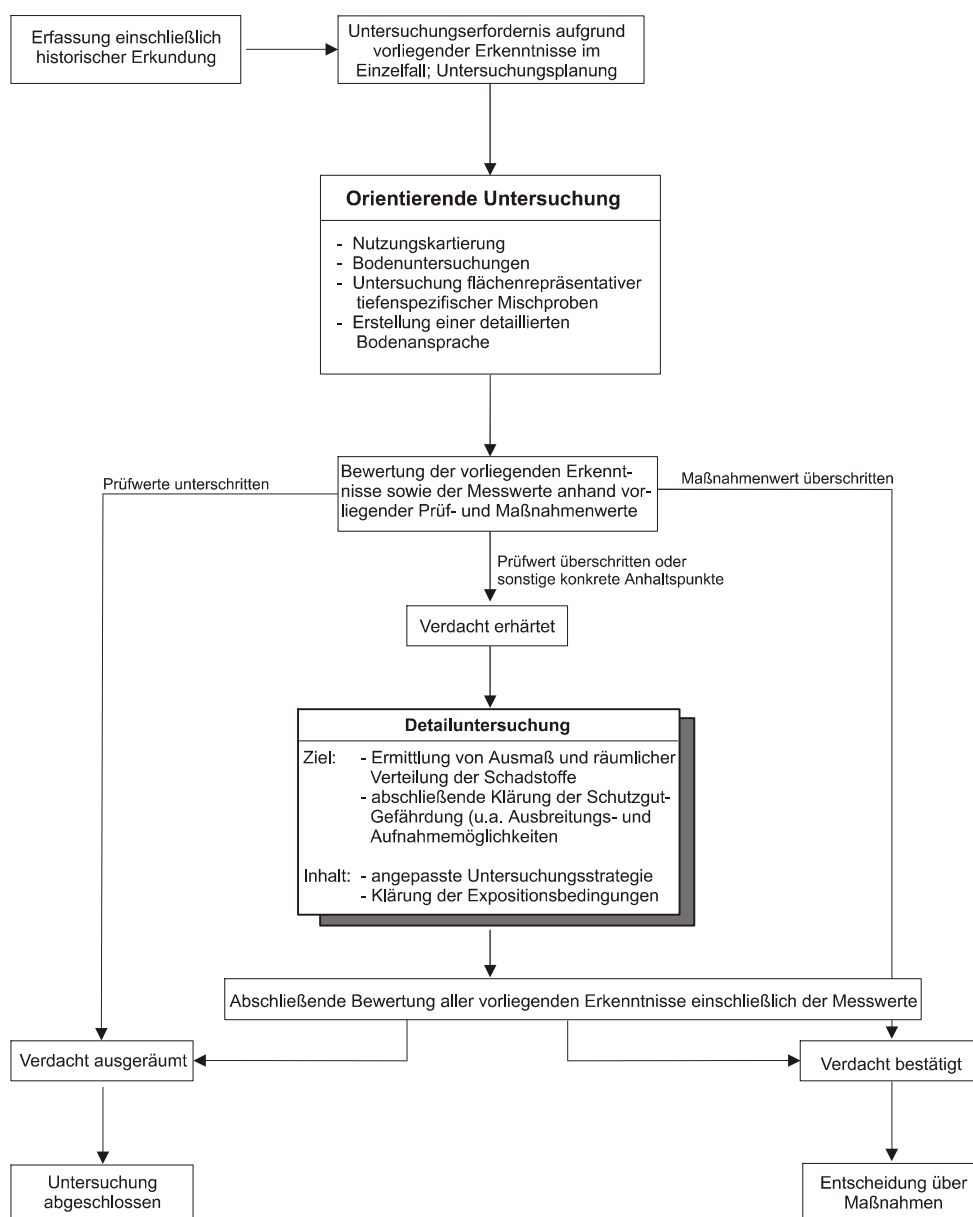 Erfassung einschließlich
historischer Erkundung
Untersuchungserfordernis aufgrund
vorliegender Erkenntnisse im
Einzelfall; Untersuchungsplanung
Orientierende Untersuchung
- Nutzungskartierung
- Bodenuntersuchungen
- Untersuchung flächenrepräsentativer
tiefenspezifischer Mischproben
- Erstellung einer detaillierten
Bodenansprache
Prüfwerte unterschritten
Bewertung der vorliegenden Erkennt-
nisse sowie der Messwerte anhand vor-
liegender Prüf- und Maßnahmenwerte
Maßnahmenwert überschritten
Prüfwert überschritten oder
sonstige konkrete Anhaltspunkte
Verdacht erhärtet
Detailuntersuchung
Ziel: - Ermittlung von Ausmaß und räumlicher
Verteilung der Schadstoffe
- abschließende Klärung der Schutzgut-
Gefährdung (u.a. Ausbreitungs- und
Aufnahmemöglichkeiten
Inhalt: - angepasste Untersuchungsstrategie
- Klärung der Expositionsbedingungen
Abschließende Bewertung aller vorliegenden Erkenntnisse einschließlich der Messwerte
Verdacht ausgeräumt
Verdacht bestätigt
Untersuchung
abgeschlossen
Entscheidung über
Maßnahmen